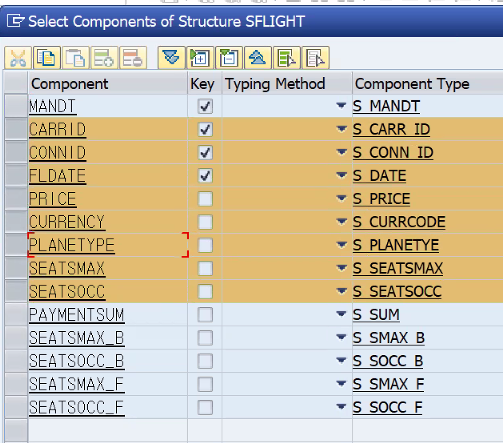 Select Components of Structure SFLIGHT
Component Key Typing Method Component Type
MANDT S_MANDT
CARRID S_CARR_ID
CONNID S_CONN_ID
FLDATE S_DATE
PRICE S_PRICE
CURRENCY S_CURRCODE
PLANETYPE S_PLANETYE
SEATSMAX S_SEATSMAX
SEATSOCC S_SEATSOCC
PAYMENTSUM S_SUM
SEATSMAX_B S_SMAX_B
SEATSOCC_B S_SOCC_B
SEATSMAX_F S_SMAX_F
SEATSOCC_F S_SOCC_F